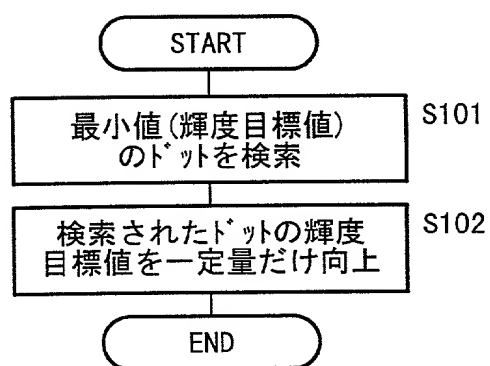 START
最小値(輝度目標値)
のﾄﾞｯﾄを検索
S101
検索されたﾄﾞｯﾄの輝度
目標値を一定量だけ向上
S102
END